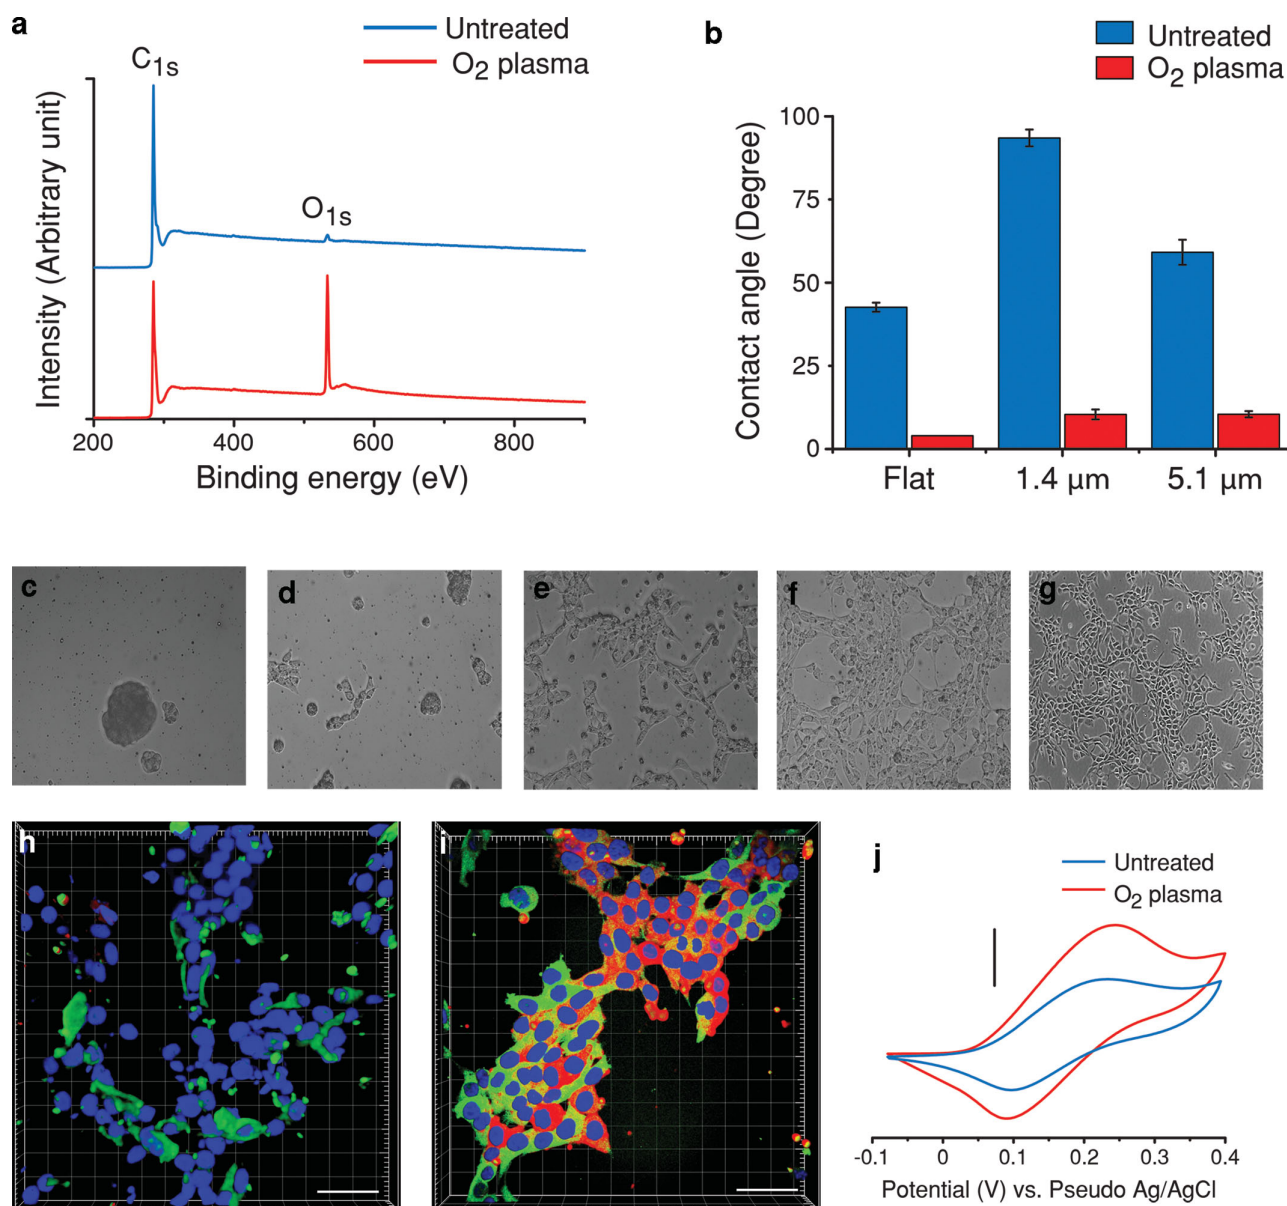 a
Untreated
O2 plasma
C1s
O1s
Intensity (Arbitrary unit)
200 400 600 800
Binding energy (eV)
b
Untreated
O2 plasma
Contact angle (Degree)
100
75
50
25
0
Flat 1.4 μm 5.1 μm
c d e f g
h i
j
Untreated
O2 plasma
-0.1 0 0.1 0.2 0.3 0.4
Potential (V) vs. Pseudo Ag/AgCl